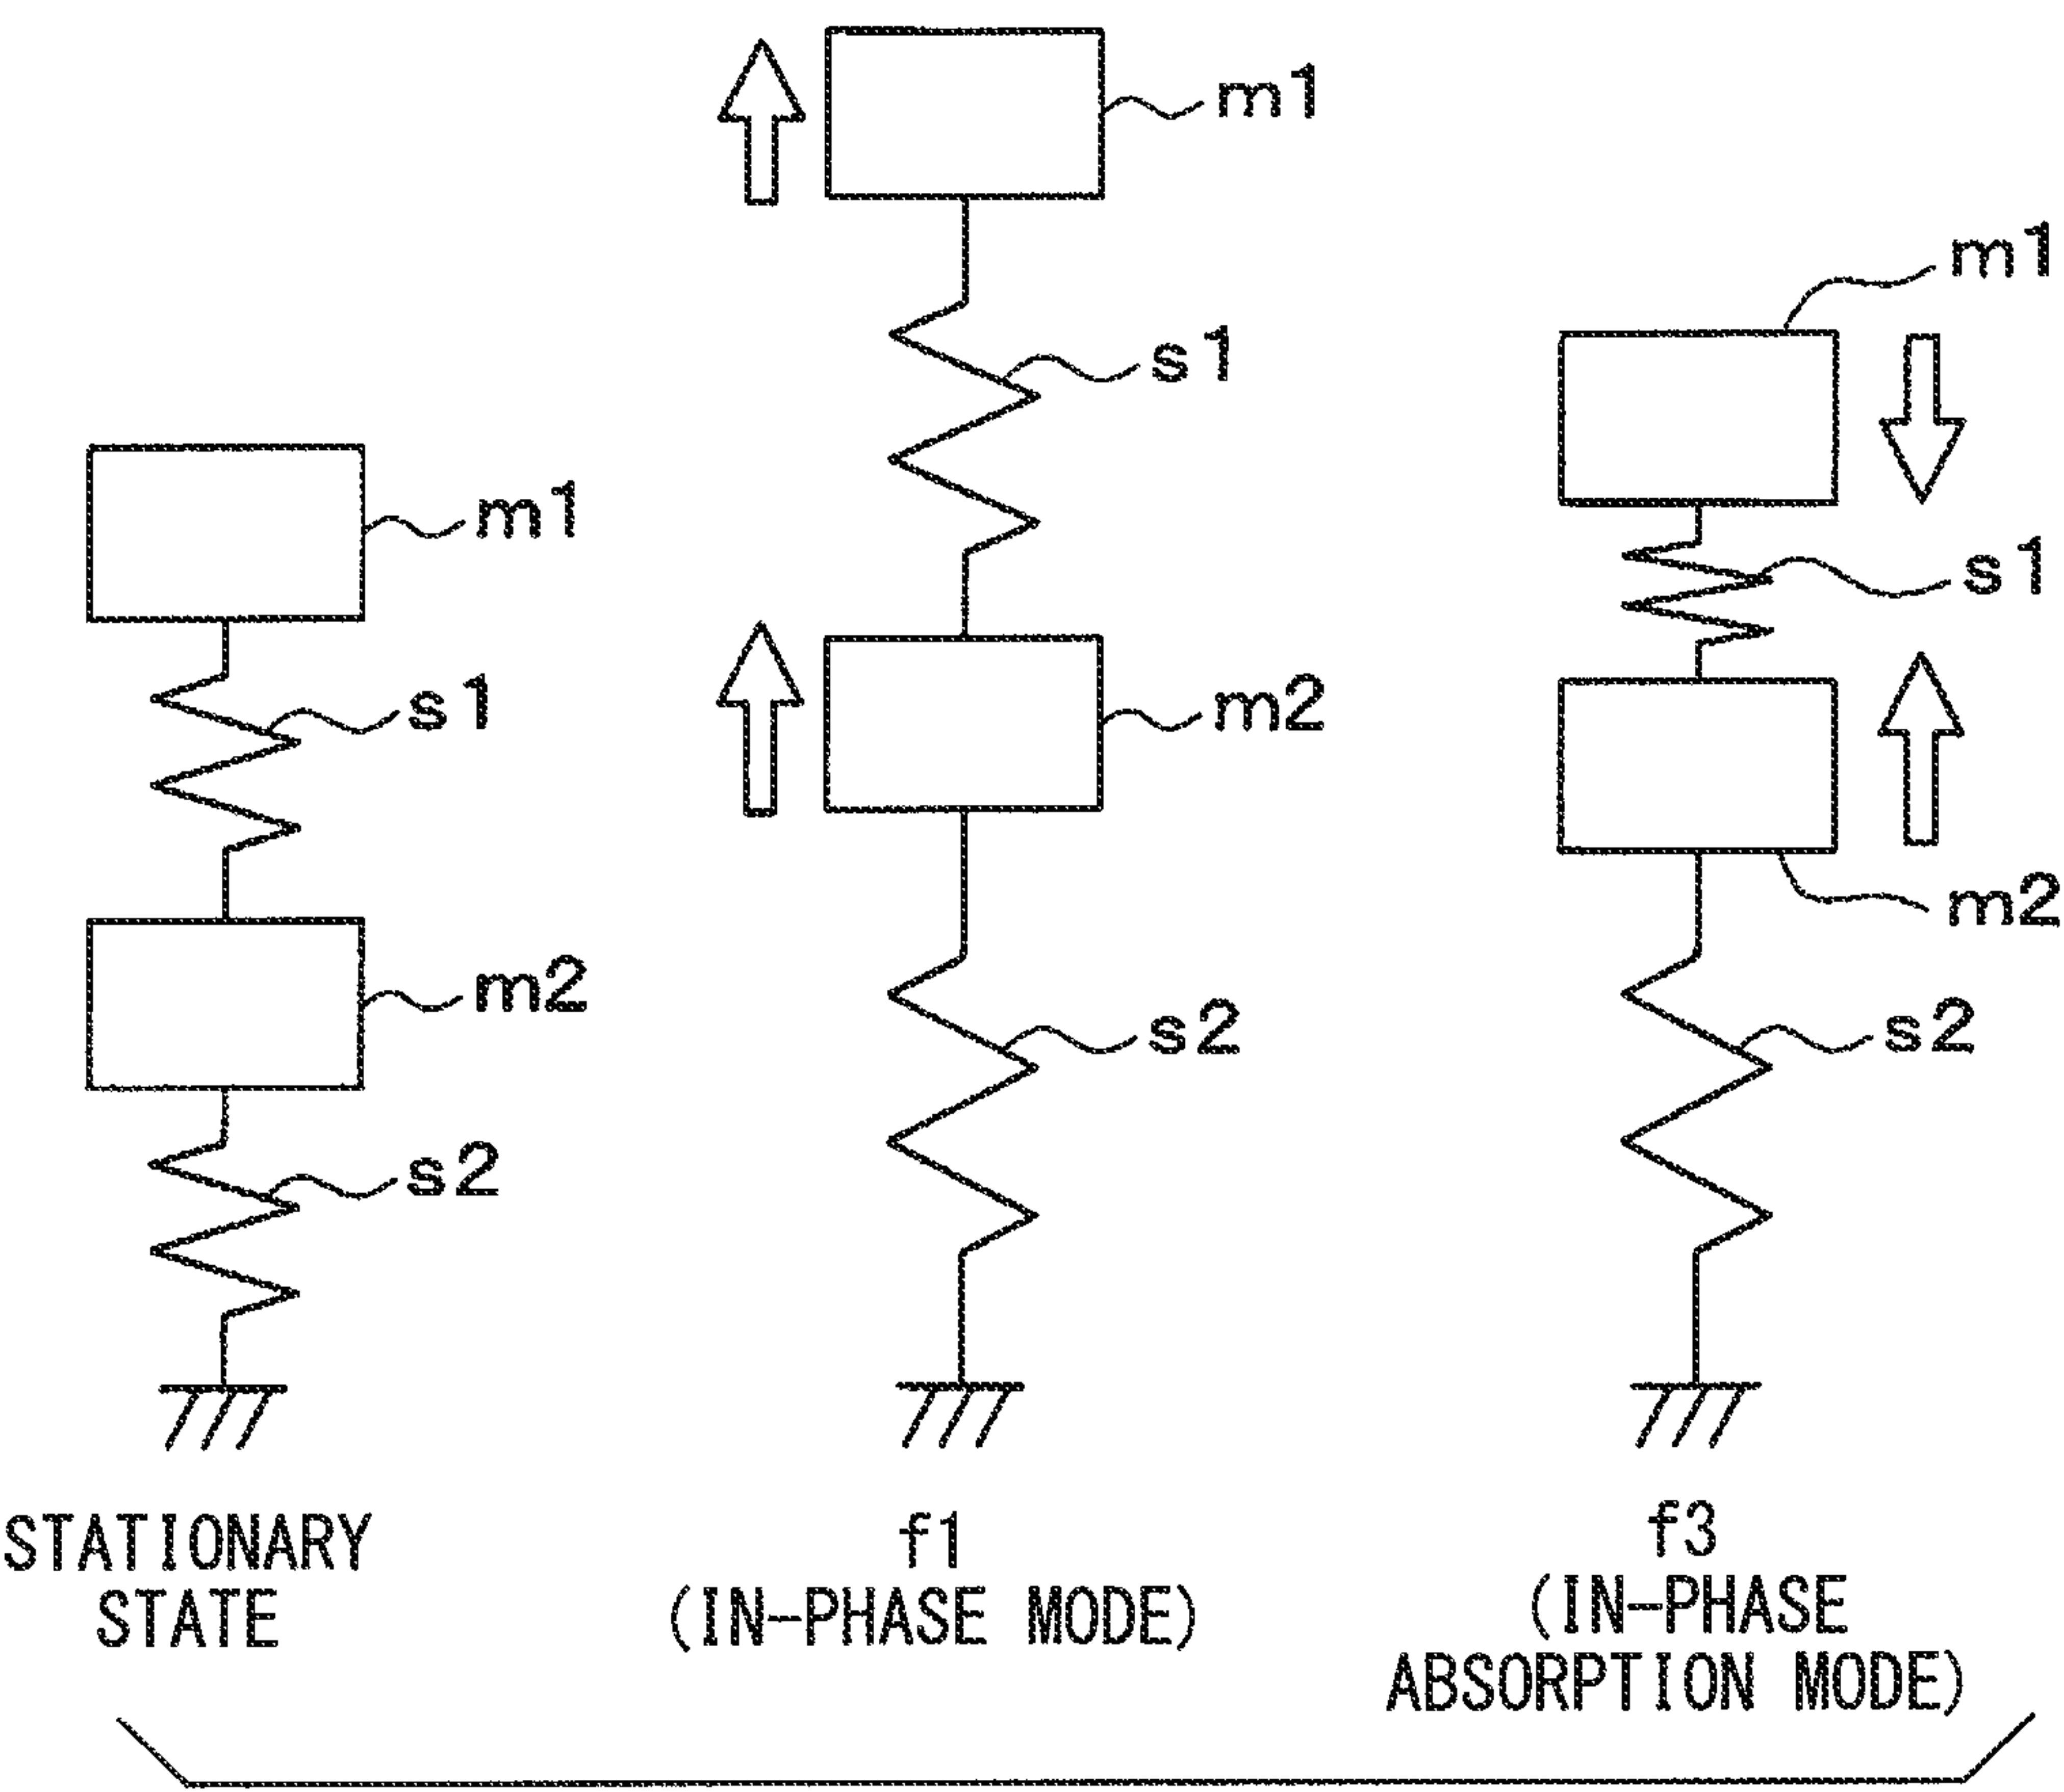 m1
s1
m2
s2
STATIONARY
STATE
m1
s1
m2
s2
f1
(IN-PHASE MODE)
m1
s1
m2
s2
f3
(IN-PHASE
ABSORPTION MODE)